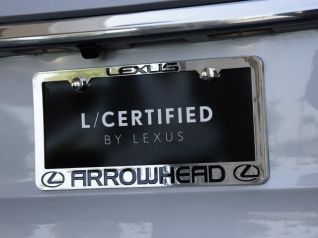 LEXUS
L/CERTIFIED
BY LEXUS
ARROWHEAD